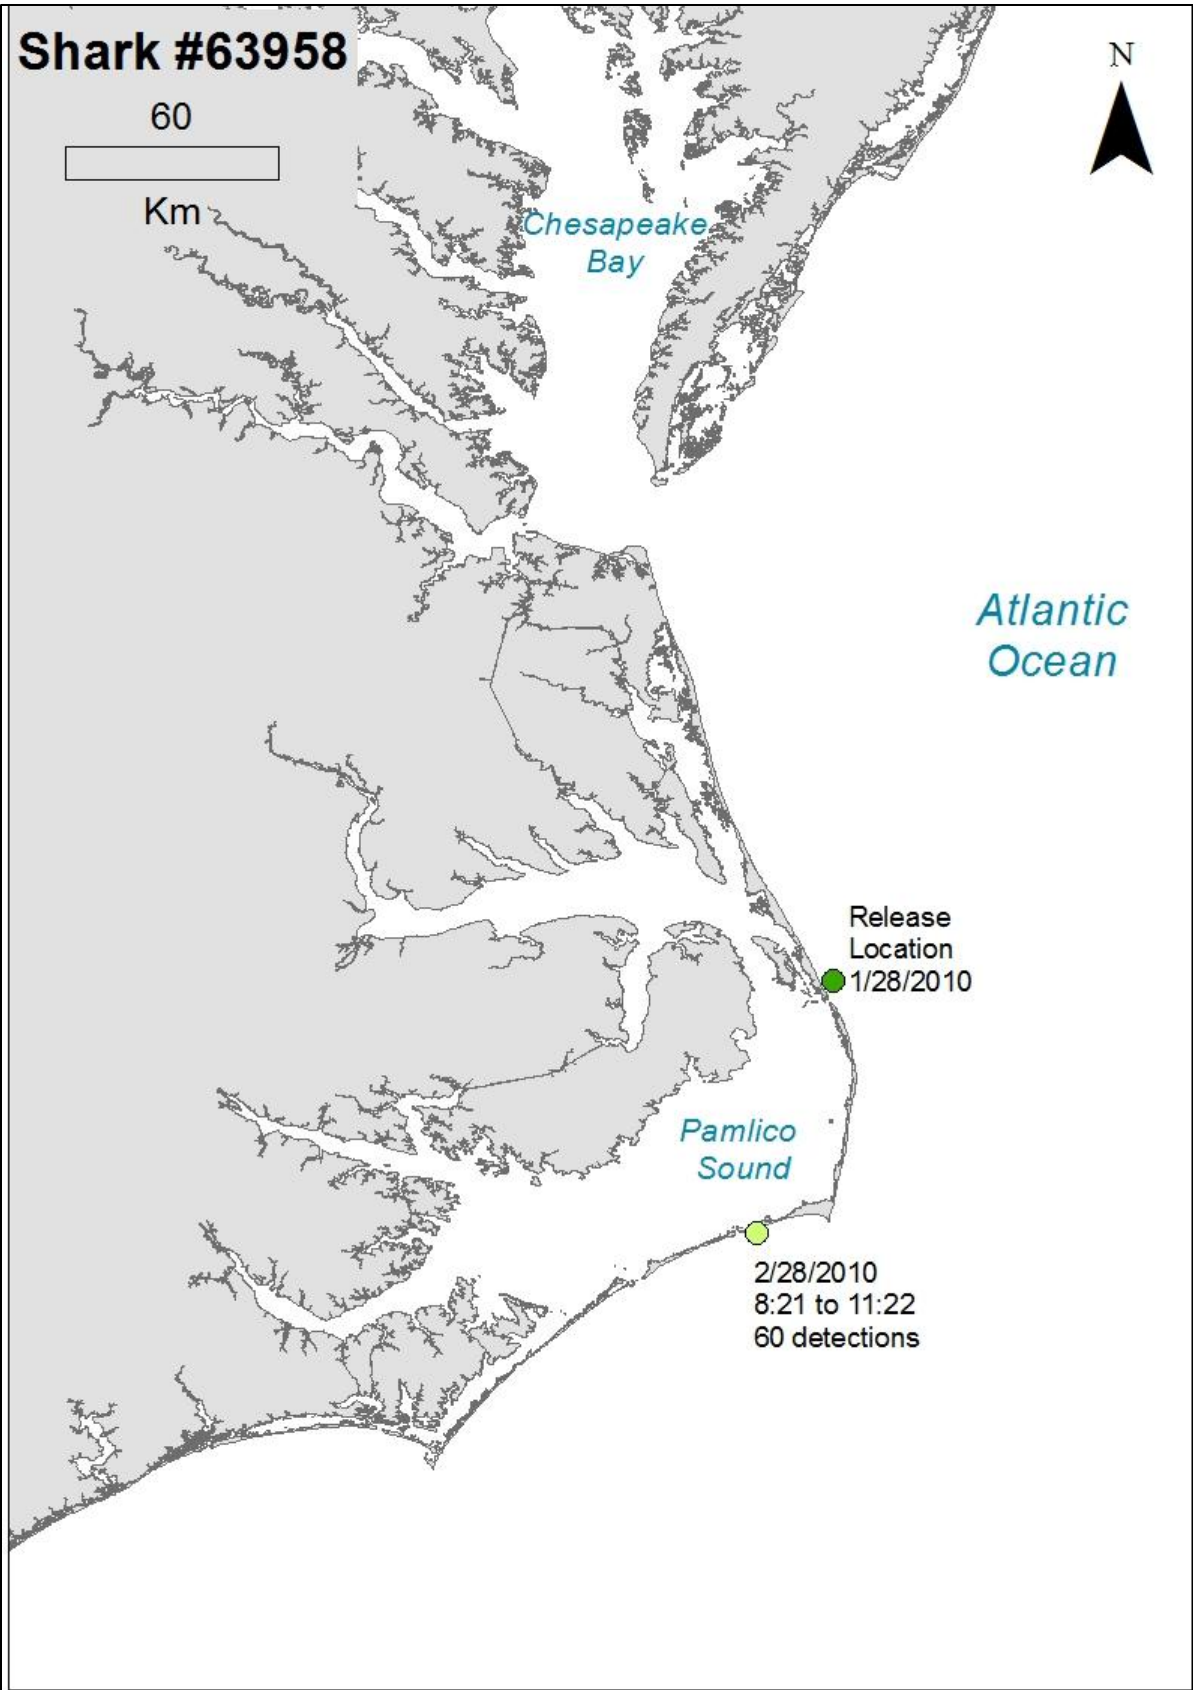 Shark #63958
60
Km
N
Chesapeake
Bay
Atlantic
Ocean
Release
Location
1/28/2010
Pamlico
Sound
2/28/2010
8:21 to 11:22
60 detections